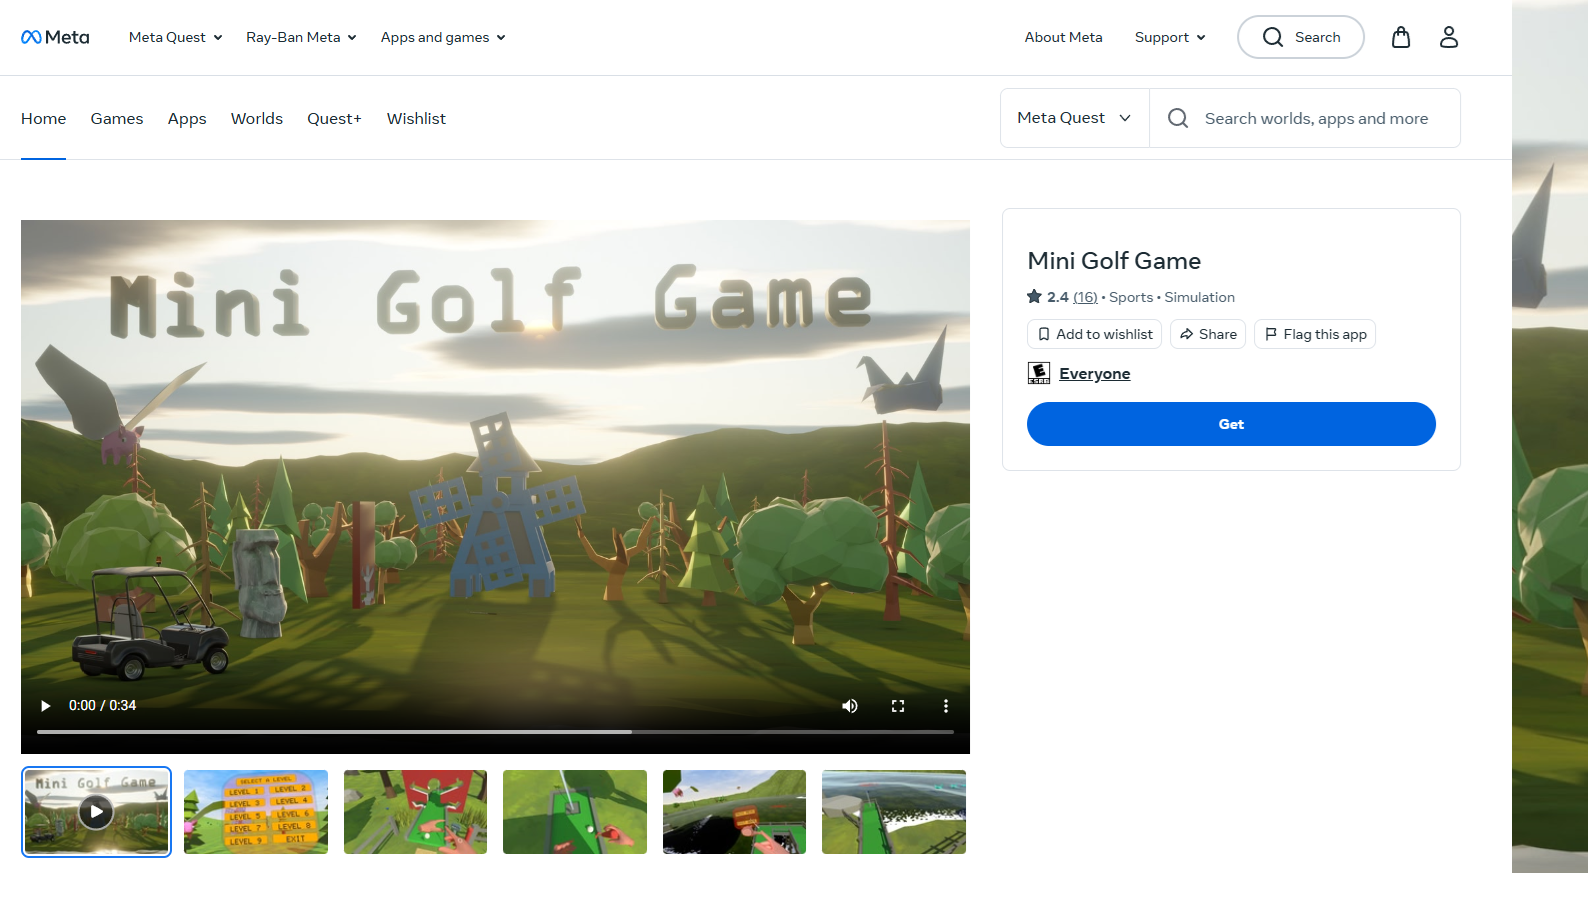 Meta
Meta Quest
Ray-Ban Meta
Apps and games
About Meta
Support
Search
Home
Games
Apps
Worlds
Quest+
Wishlist
Meta Quest
Search worlds, apps and more
Mini Golf Game
0:00 / 0:34
Mini Golf Game
2.4 (16) • Sports • Simulation
Add to wishlist
Share
Flag this app
E
ESRB
Everyone
Get
Mini Golf Game
SELECT A LEVEL
LEVEL 1 LEVEL 2
LEVEL 3 LEVEL 4
LEVEL 5 LEVEL 6
LEVEL 7 LEVEL 8
LEVEL 9 EXIT